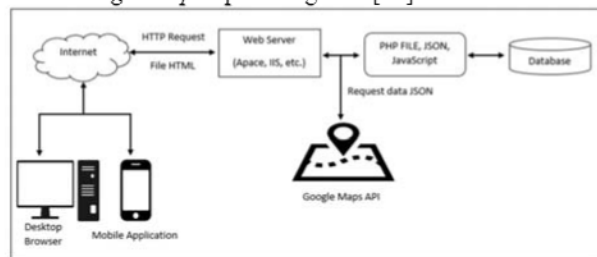 HTTP Request
Internet
File HTML
Web Server
(Apace, IIS, etc.)
PHP FILE, JSON,
JavaScript
Database
Request data JSON
Google Maps API
Desktop
Browser
Mobile Application